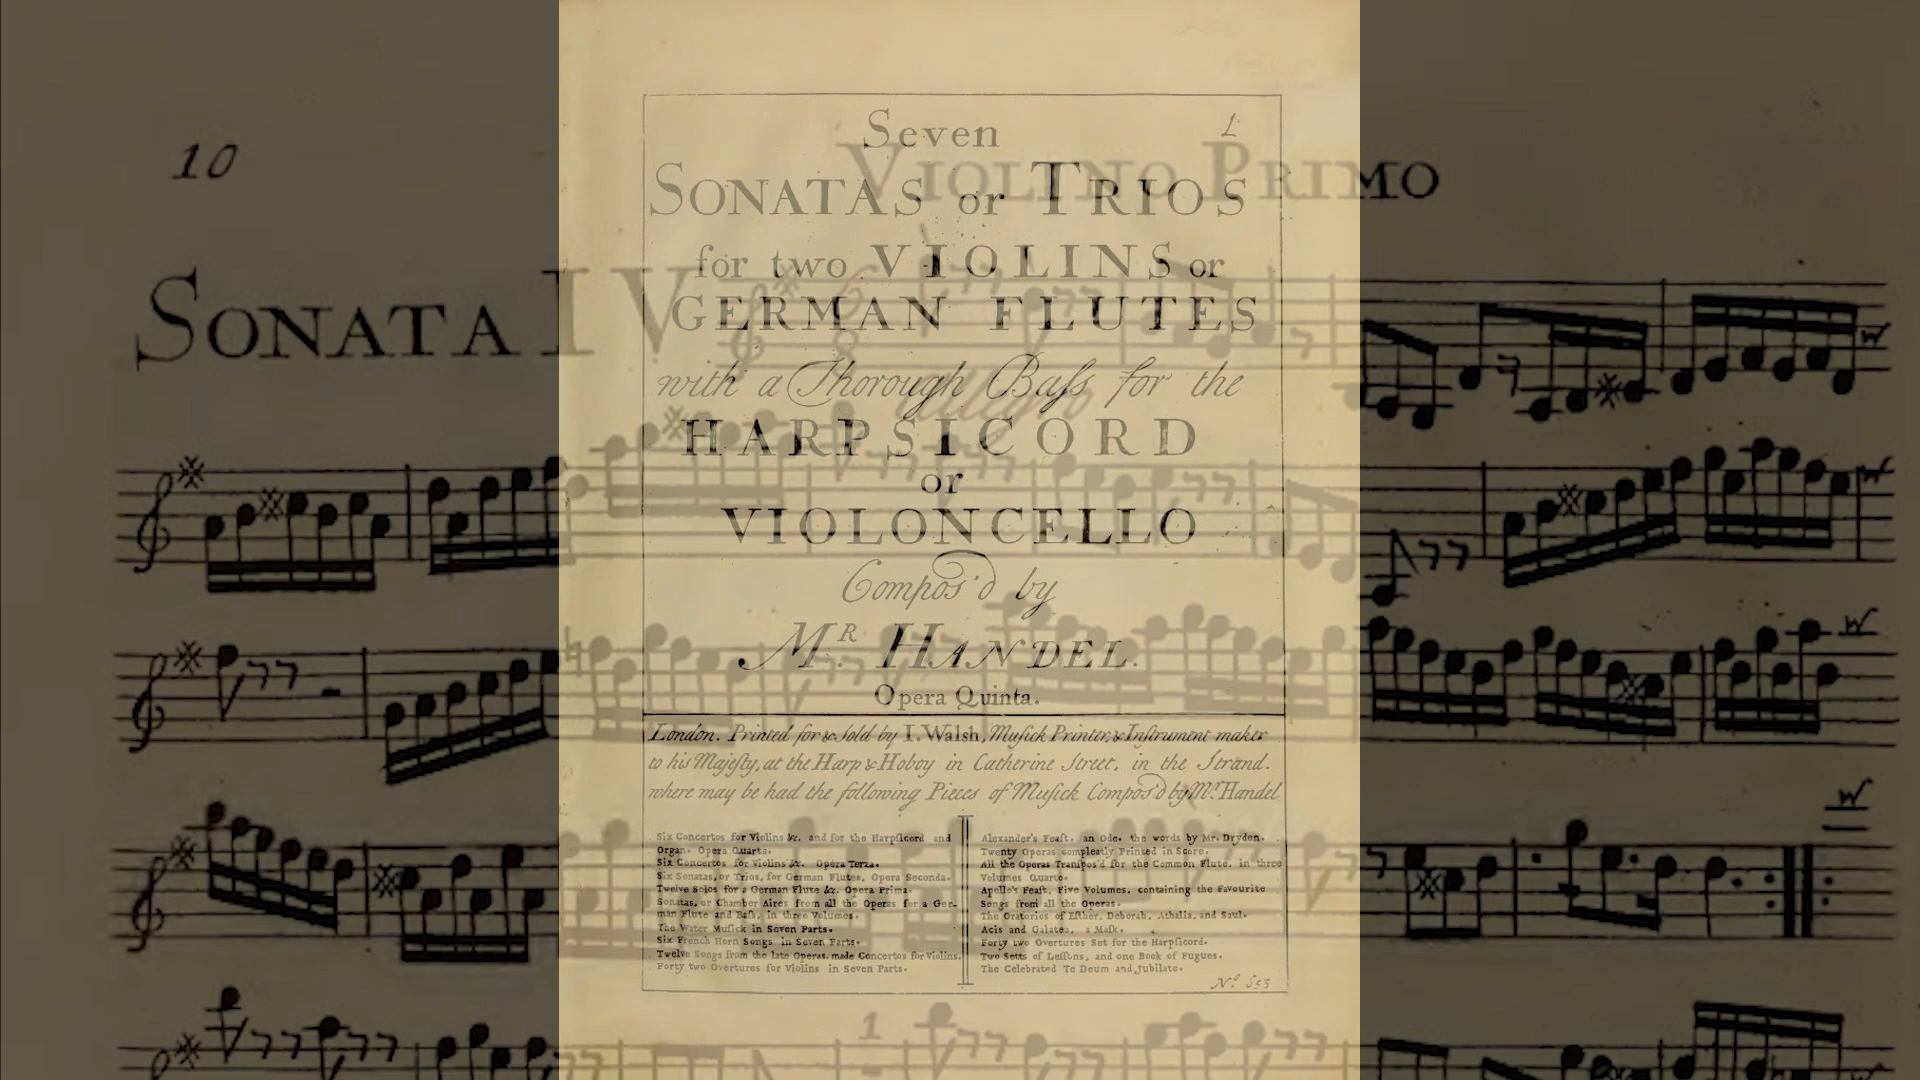 10
VIOLINO PRIMO
SONATA IV
Allegro
1
Seven
SONATAS or TRIOS
for two VIOLINS or
GERMAN FLUTES
with a Thorough Baſs for the
HARPSICORD
or
VIOLONCELLO
Compos'd by
MR. HANDEL.
Opera Quinta.
London. Printed for & Sold by I. Walsh, Muſick Printer, & Inſtrument maker
to his Majeſty, at the Harp & Hoboy in Catherine Street, in the Strand.
where may be had the following Pieces of Muſick Compos'd by Mr. Handel
Six Concertos for Violins &c. and for the Harpſicord and
Organ. Opera Quarta.
Six Concertos for Violins &c. Opera Terza.
Six Sonatas, or Trios, for German Flutes, Opera Seconda.
Twelve Solos for a German Flute &c. Opera Prima.
Sonatas, or Chamber Aires from all the Operas for a Ger-
man Flute and Baſs, in three Volumes.
The Water Muſick in Seven Parts.
Six French Horn Songs in Seven Parts.
Twelve Songs from the late Operas, made Concertos for Violins.
Forty two Overtures for Violins in Seven Parts.
Alexander's Feaſt. an Ode. the words by Mr. Dryden.
Twenty Operas compleatly Printed in Score.
All the Operas Tranſpos'd for the Common Flute, in three
Volumes Quarto.
Apollo's Feaſt, Five Volumes, containing the Favourite
Songs from all the Operas.
The Oratorios of Eſther, Deborah, Athalia, and Saul.
Acis and Galatea, a Maſk.
Forty two Overtures Set for the Harpſicord.
Two Setts of Leſſons, and one Book of Fugues.
The Celebrated Te Deum and Jubilate.